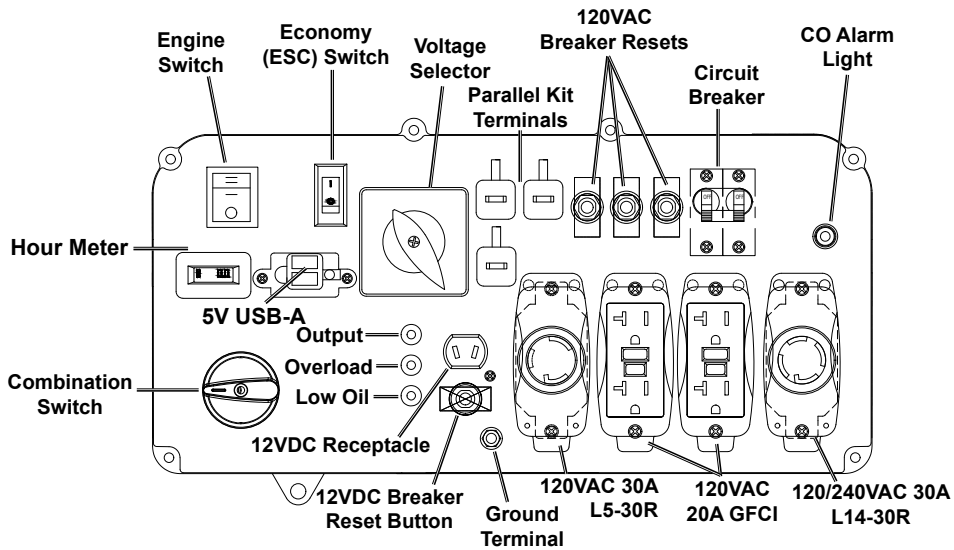 120VAC
Breaker Resets
Engine
Switch
Economy
(ESC) Switch
Voltage
Selector
Parallel Kit
Terminals
Circuit
Breaker
CO Alarm
Light
OFF
OFF
Hour Meter
5V USB-A
Output
Overload
Low Oil
Combination
Switch
12VDC Receptacle
12VDC Breaker
Reset Button
Ground
Terminal
120VAC 30A
L5-30R
120VAC
20A GFCI
120/240VAC 30A
L14-30R